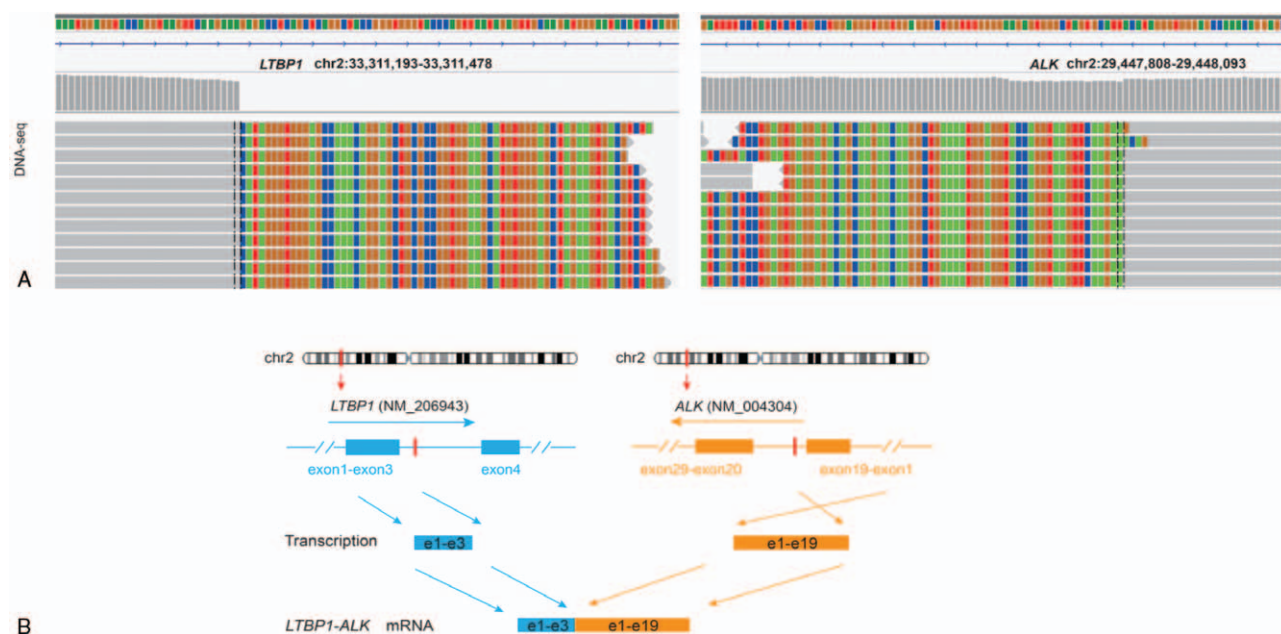 LTBP1 chr2:33,311,193-33,311,478
ALK chr2:29,447,808-29,448,093
DNA-seq
A
chr2
chr2
LTBP1 (NM_206943)
ALK (NM_004304)
exon1-exon3
exon4
exon29-exon20
exon19-exon1
Transcription
e1-e3
e1-e19
B
LTBP1-ALK mRNA
e1-e3
e1-e19